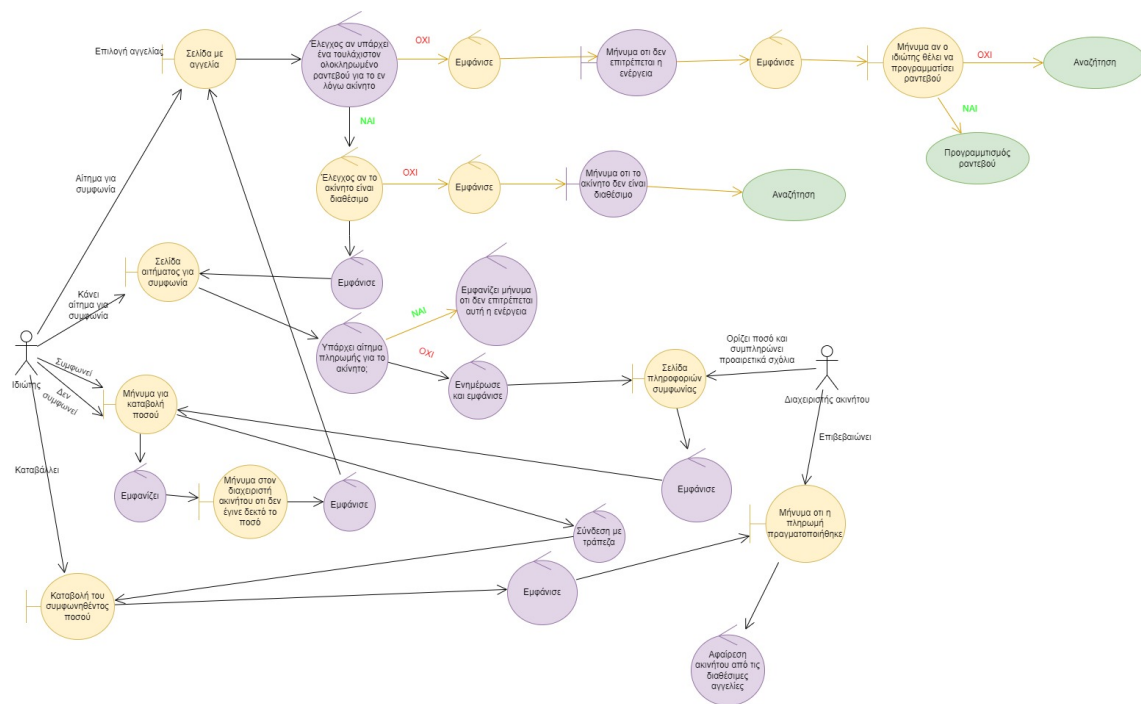 Επιλογή αγγελίας
Σελίδα με
αγγελία
Έλεγχος αν υπάρχει
ένα τουλάχιστον
ολοκληρωμένο
ραντεβού για το εν
λόγω ακίνητο
ΟΧΙ
Εμφάνισε
Μήνυμα οτι δεν
επιτρέπεται η
ενέργεια
Εμφάνισε
Μήνυμα αν ο
ιδιώτης θέλει να
προγραμματίσει
ραντεβού
ΟΧΙ
Αναζήτηση
ΝΑΙ
ΝΑΙ
Προγραμμτισμός
ραντεβού
Αίτημα για
συμφωνία
Έλεγχος αν το
ακίνητο είναι
διαθέσιμο
ΟΧΙ
Εμφάνισε
Μήνυμα οτι το
ακίνητο δεν είναι
διαθέσιμο
Αναζήτηση
Σελίδα
αιτήματος για
συμφωνία
Εμφάνισε
Κάνει
αίτημα για
συμφωνία
Εμφανίζει μήνυμα
οτι δεν επιτρέπεται
αυτή η ενέργεια
ΝΑΙ
Υπάρχει αίτημα
πληρωμής για το
ακίνητο;
ΟΧΙ
Ενημέρωσε
και εμφάνισε
Σελίδα
πληροφοριών
συμφωνίας
Ορίζει ποσό και
συμπληρώνει
προαιρετικά σχόλια
Ιδιώτης
Διαχειριστής ακινήτου
Συμφωνεί
Δεν
συμφωνεί
Μήνυμα για
καταβολή
ποσού
Επιβεβαιώνει
Καταβάλλει
Εμφανίζει
Μήνυμα στον
διαχειριστή
ακινήτου οτι δεν
έγινε δεκτό το
ποσό
Εμφάνισε
Εμφάνισε
Σύνδεση με
τράπεζα
Μήνυμα οτι η
πληρωμή
πραγματοποιήθηκε
Καταβολή του
συμφωνηθέντος
ποσού
Εμφάνισε
Αφαίρεση
ακινήτου από τις
διαθέσιμες
αγγελίες